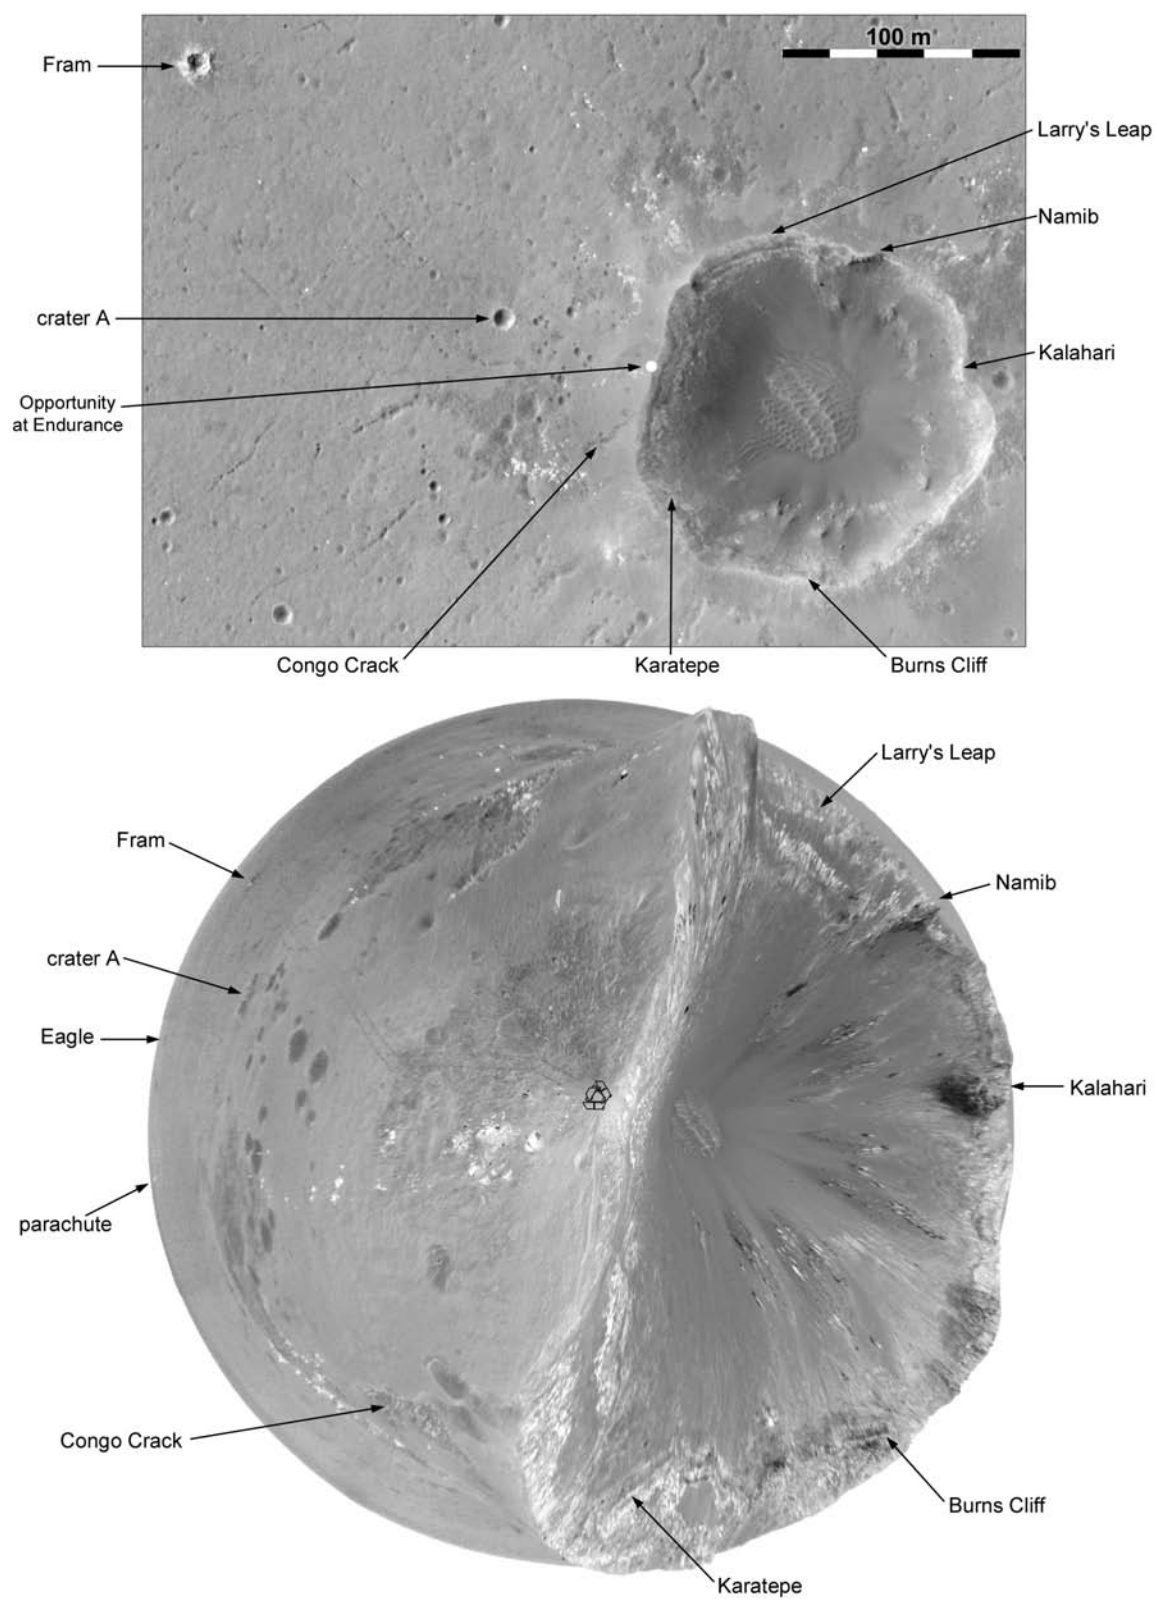 100 m
Fram
Larry's Leap
Namib
crater A
Kalahari
Opportunity
at Endurance
Congo Crack
Karatepe
Burns Cliff
Larry's Leap
Fram
Namib
crater A
Eagle
Kalahari
parachute
Congo Crack
Burns Cliff
Karatepe